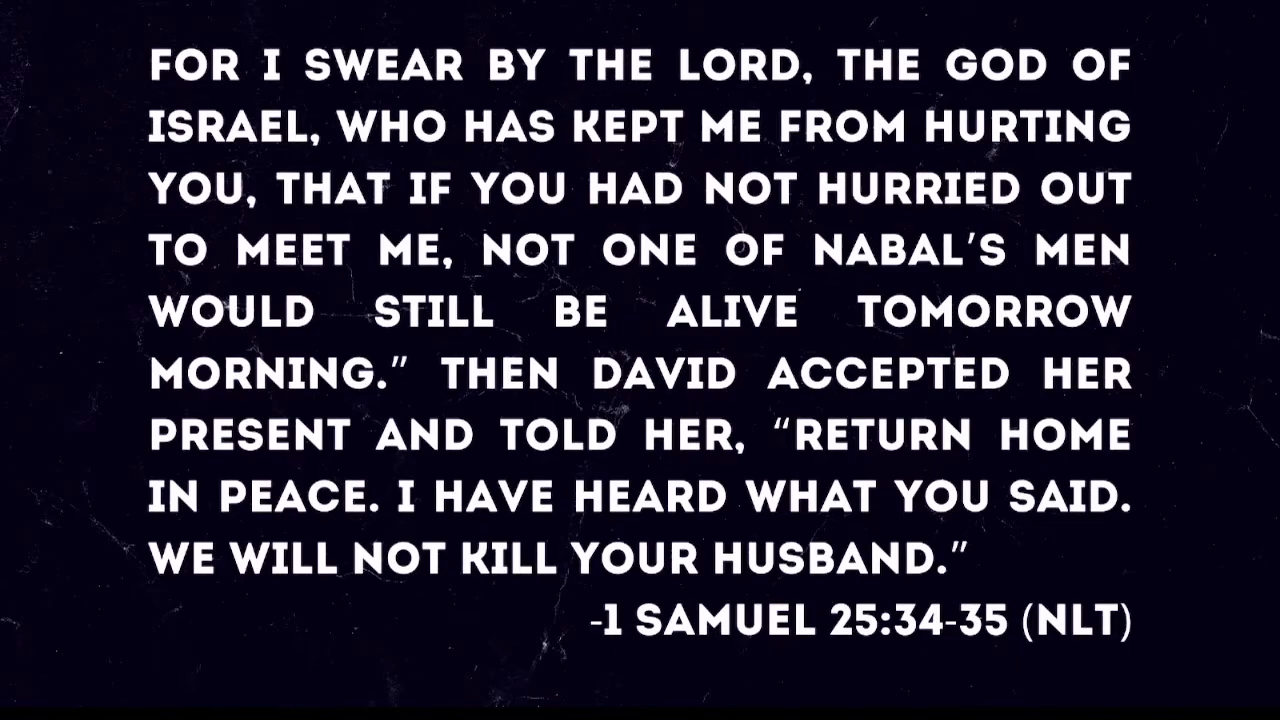 FOR I SWEAR BY THE LORD, THE GOD OF
ISRAEL, WHO HAS KEPT ME FROM HURTING
YOU, THAT IF YOU HAD NOT HURRIED OUT
TO MEET ME, NOT ONE OF NABAL'S MEN
WOULD STILL BE ALIVE TOMORROW
MORNING.” THEN DAVID ACCEPTED HER
PRESENT AND TOLD HER, “RETURN HOME
IN PEACE. I HAVE HEARD WHAT YOU SAID.
WE WILL NOT KILL YOUR HUSBAND.”
-1 SAMUEL 25:34-35 (NLT)